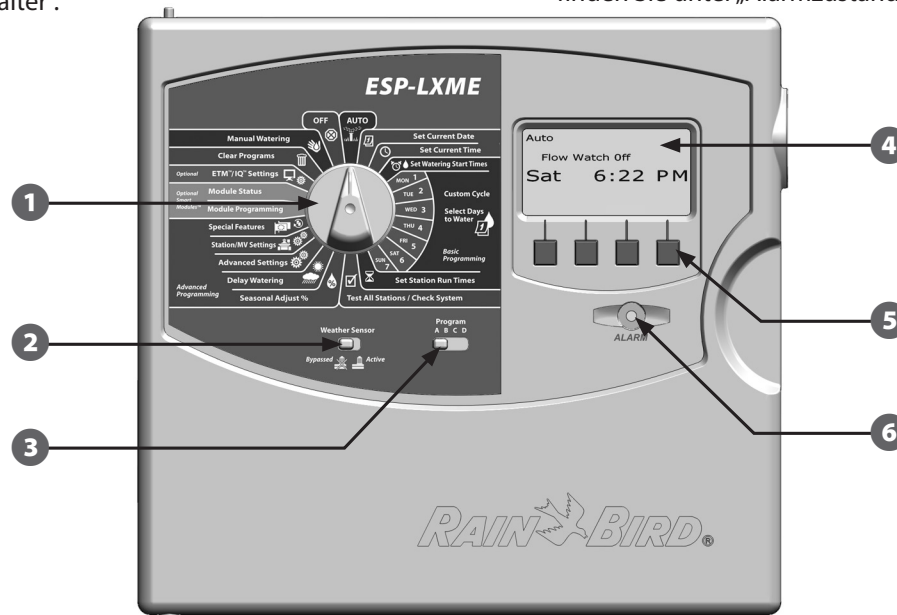 alter".
finden Sie unter „Alarmzustand
ESP-LXME
OFF
AUTO
Manual Watering
Clear Programs
Optional
ETM™/IQ™ Settings
Optional
Smart
Modules™
Module Status
Module Programming
Special Features
Station/MV Settings
Advanced Settings
Delay Watering
Advanced
Programming
Seasonal Adjust %
Set Current Date
Set Current Time
Set Watering Start Times
MON 1
TUE 2
WED 3
THU 4
FRI 5
SAT 6
SUN 7
Custom Cycle
Select Days
to Water
Basic
Programming
Set Station Run Times
Test All Stations / Check System
Weather Sensor
Bypassed
Active
Program
A B C D
Auto
Flow Watch Off
Sat 6:22 PM
ALARM
1
2
3
4
5
6
RAIN BIRD®